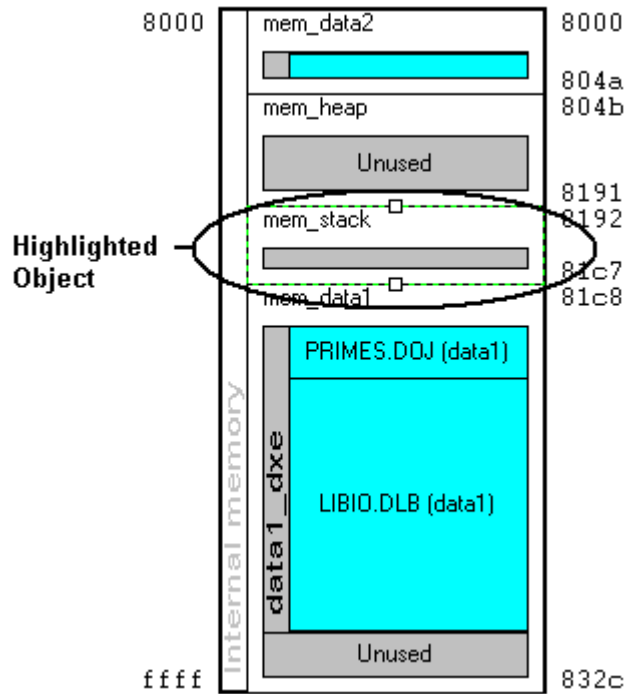 8000 mem_data2 8000
804a
mem_heap 804b
Unused
8191
mem_stack 8192
Highlighted
Object
81c7
mem_data1 81c8
PRIMES.DOJ (data1)
Internal memory
data1_dxe
LIBIO.DLB (data1)
Unused
ffff 832c